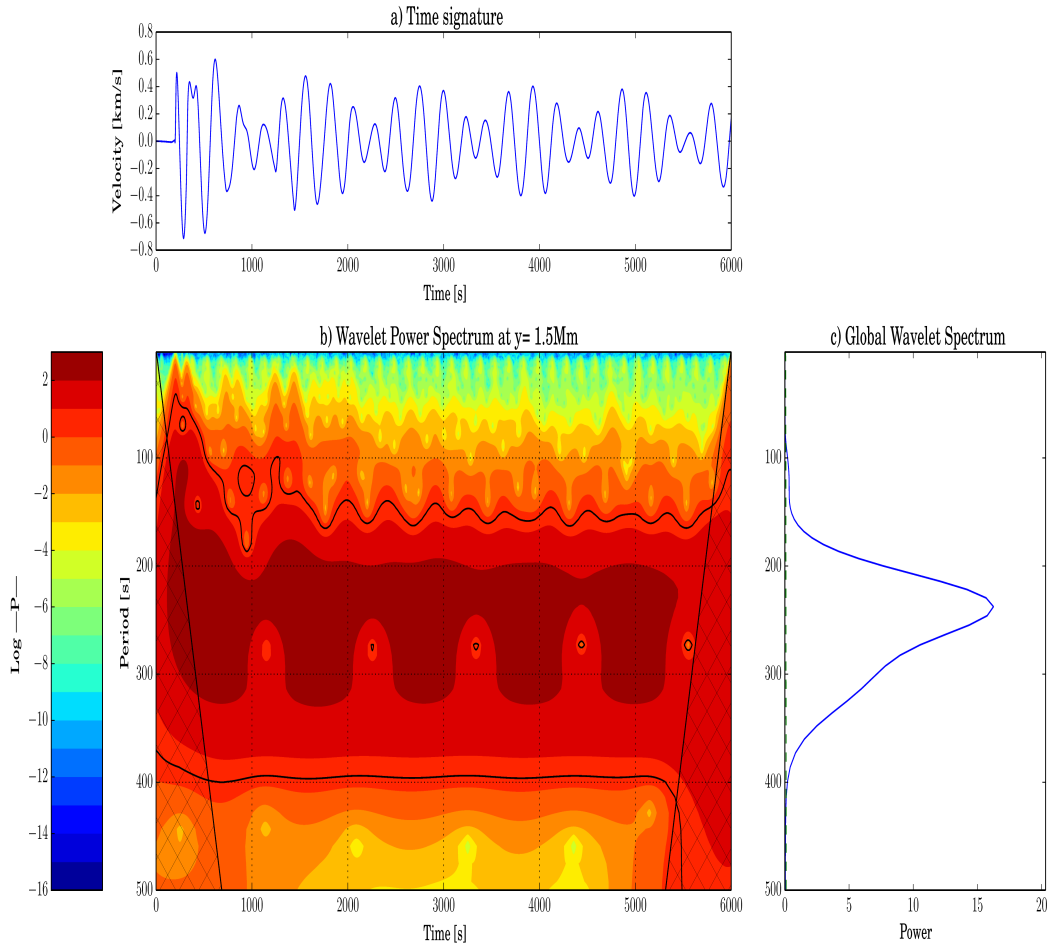 a) Time signature
Velocity [km/s]
0.8
0.6
0.4
0.2
0.0
−0.2
−0.4
−0.6
−0.8
0 1000 2000 3000 4000 5000 6000
Time [s]
b) Wavelet Power Spectrum at y= 1.5Mm
Log —P—
2
0
−2
−4
−6
−8
−10
−12
−14
−16
Period [s]
100
200
300
400
500
0 1000 2000 3000 4000 5000 6000
Time [s]
c) Global Wavelet Spectrum
100
200
300
400
500
0 5 10 15 20
Power